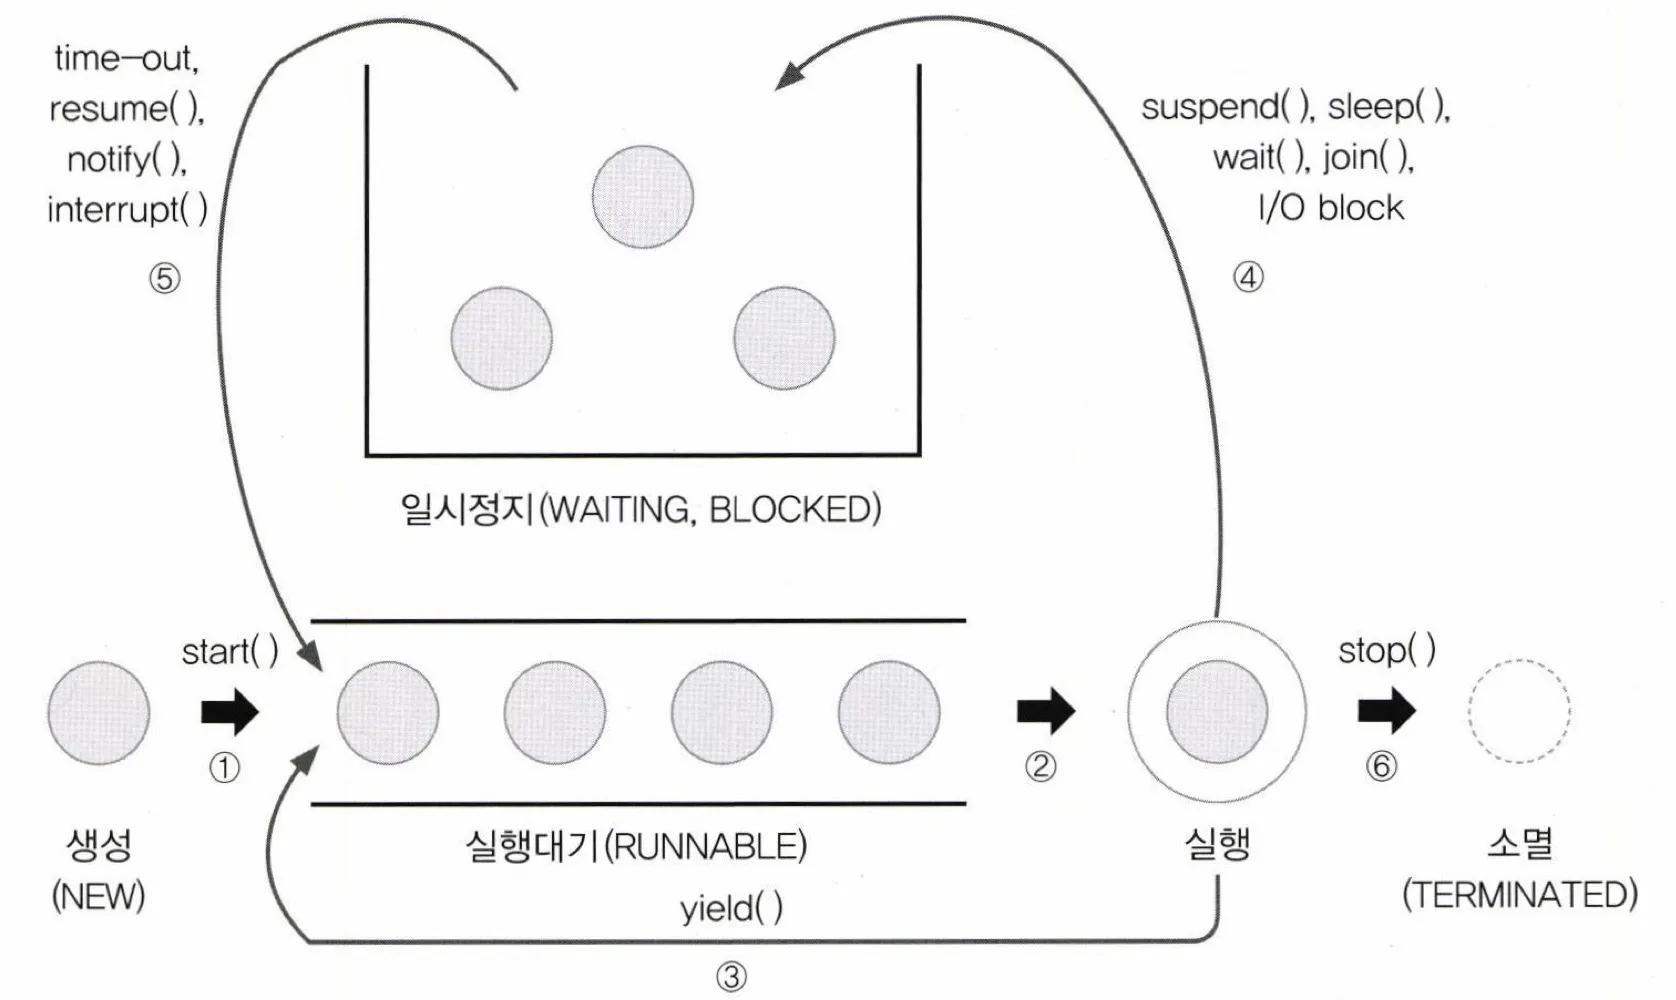 time-out,
resume( ),
notify( ),
interrupt( )
⑤
suspend( ), sleep( ),
wait( ), join( ),
I/O block
④
일시정지(WAITING, BLOCKED)
start( )
①
②
stop( )
⑥
생성
(NEW)
실행대기(RUNNABLE)
실행
소멸
(TERMINATED)
yield( )
③